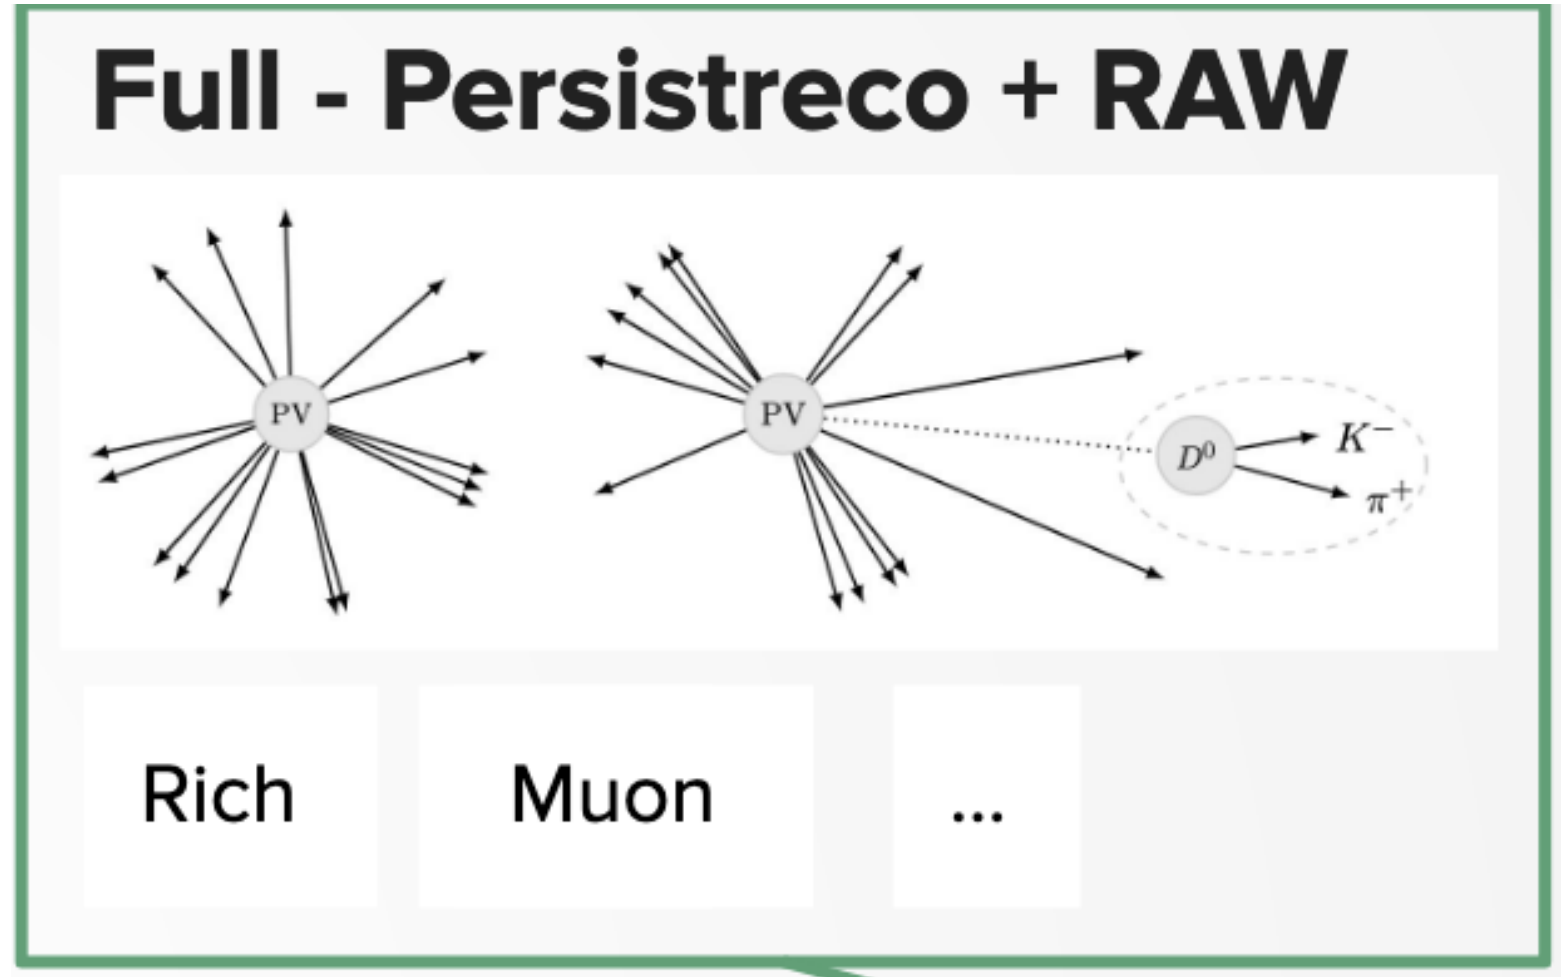 Full - Persistreco + RAW
PV
PV
D⁰
K⁻
π⁺
Rich
Muon
...